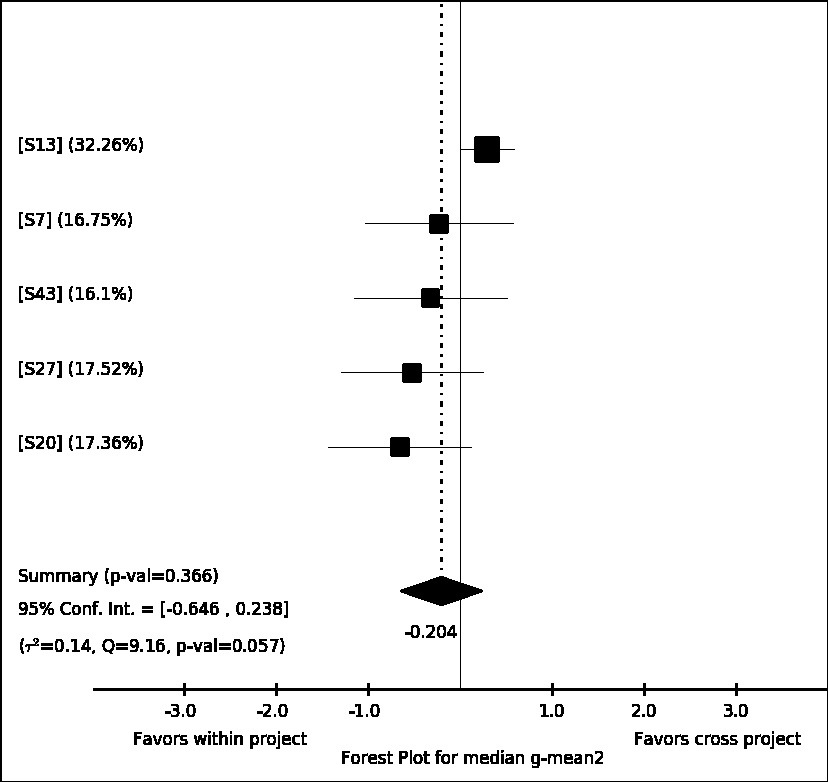 [S13] (32.26%)
[S7] (16.75%)
[S43] (16.1%)
[S27] (17.52%)
[S20] (17.36%)
Summary (p-val=0.366)
95% Conf. Int. = [-0.646 , 0.238]
-0.204
(τ²=0.14, Q=9.16, p-val=0.057)
-3.0 -2.0 -1.0 1.0 2.0 3.0
Favors within project Favors cross project
Forest Plot for median g-mean2